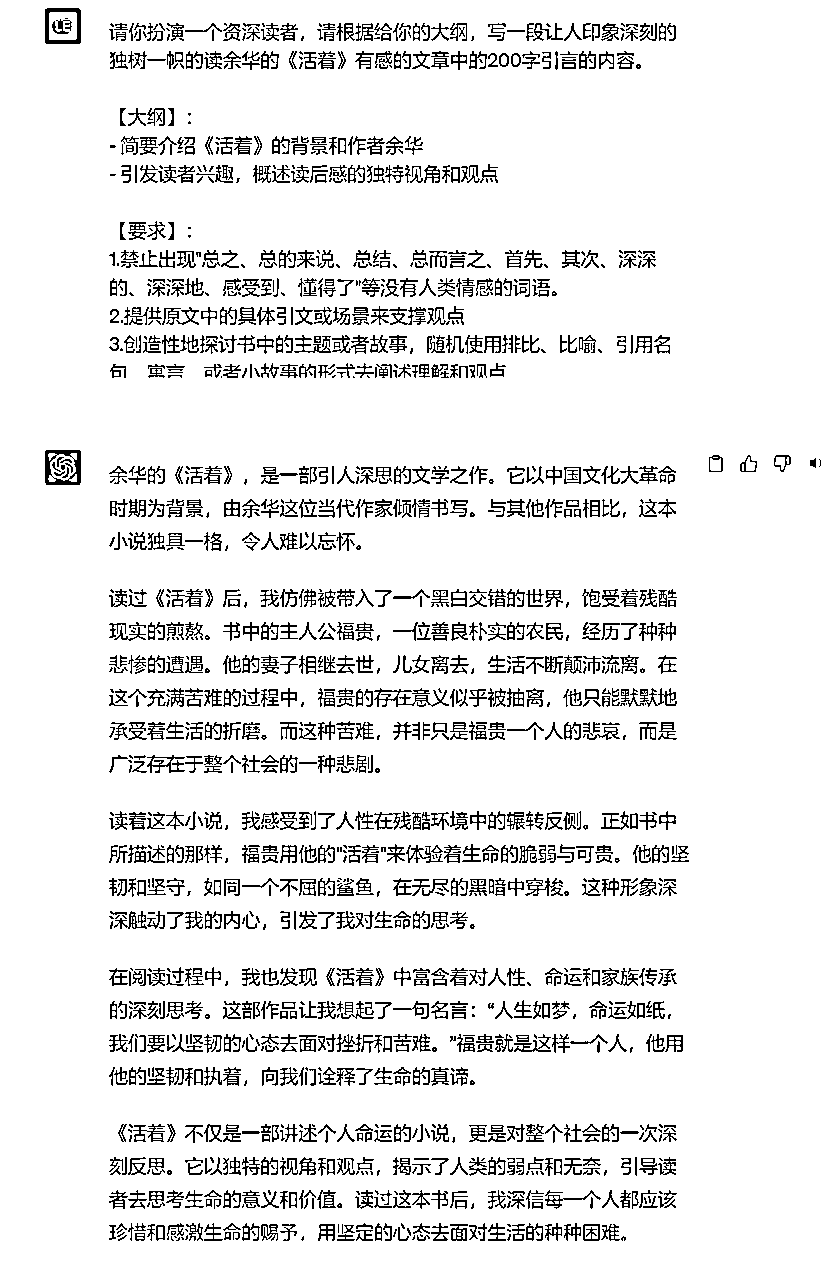 请你扮演一个资深读者，请根据给你的大纲，写一段让人印象深刻的
独树一帜的读余华的《活着》有感的文章中的200字引言的内容。
【大纲】：
- 简要介绍《活着》的背景和作者余华
- 引发读者兴趣，概述读后感的独特视角和观点
【要求】：
1.禁止出现"总之、总的来说、总结、总而言之、首先、其次、深深
的、深深地、感受到、懂得了"等没有人类情感的词语。
2.提供原文中的具体引文或场景来支撑观点
3.创造性地探讨书中的主题或者故事，随机使用排比、比喻、引用名
句、寓言、或者小故事的形式去阐述理解和观点
余华的《活着》，是一部引人深思的文学之作。它以中国文化大革命
时期为背景，由余华这位当代作家倾情书写。与其他作品相比，这本
小说独具一格，令人难以忘怀。
读过《活着》后，我仿佛被带入了一个黑白交错的世界，饱受着残酷
现实的煎熬。书中的主人公福贵，一位善良朴实的农民，经历了种种
悲惨的遭遇。他的妻子相继去世，儿女离去，生活不断颠沛流离。在
这个充满苦难的过程中，福贵的存在意义似乎被抽离，他只能默默地
承受着生活的折磨。而这种苦难，并非只是福贵一个人的悲哀，而是
广泛存在于整个社会的一种悲剧。
读着这本小说，我感受到了人性在残酷环境中的辗转反侧。正如书中
所描述的那样，福贵用他的"活着"来体验着生命的脆弱与可贵。他的坚
韧和坚守，如同一个不屈的鲨鱼，在无尽的黑暗中穿梭。这种形象深
深触动了我的内心，引发了我对生命的思考。
在阅读过程中，我也发现《活着》中富含着对人性、命运和家族传承
的深刻思考。这部作品让我想起了一句名言：“人生如梦，命运如纸，
我们要以坚韧的心态去面对挫折和苦难。”福贵就是这样一个人，他用
他的坚韧和执着，向我们诠释了生命的真谛。
《活着》不仅是一部讲述个人命运的小说，更是对整个社会的一次深
刻反思。它以独特的视角和观点，揭示了人类的弱点和无奈，引导读
者去思考生命的意义和价值。读过这本书后，我深信每一个人都应该
珍惜和感激生命的赐予，用坚定的心态去面对生活的种种困难。